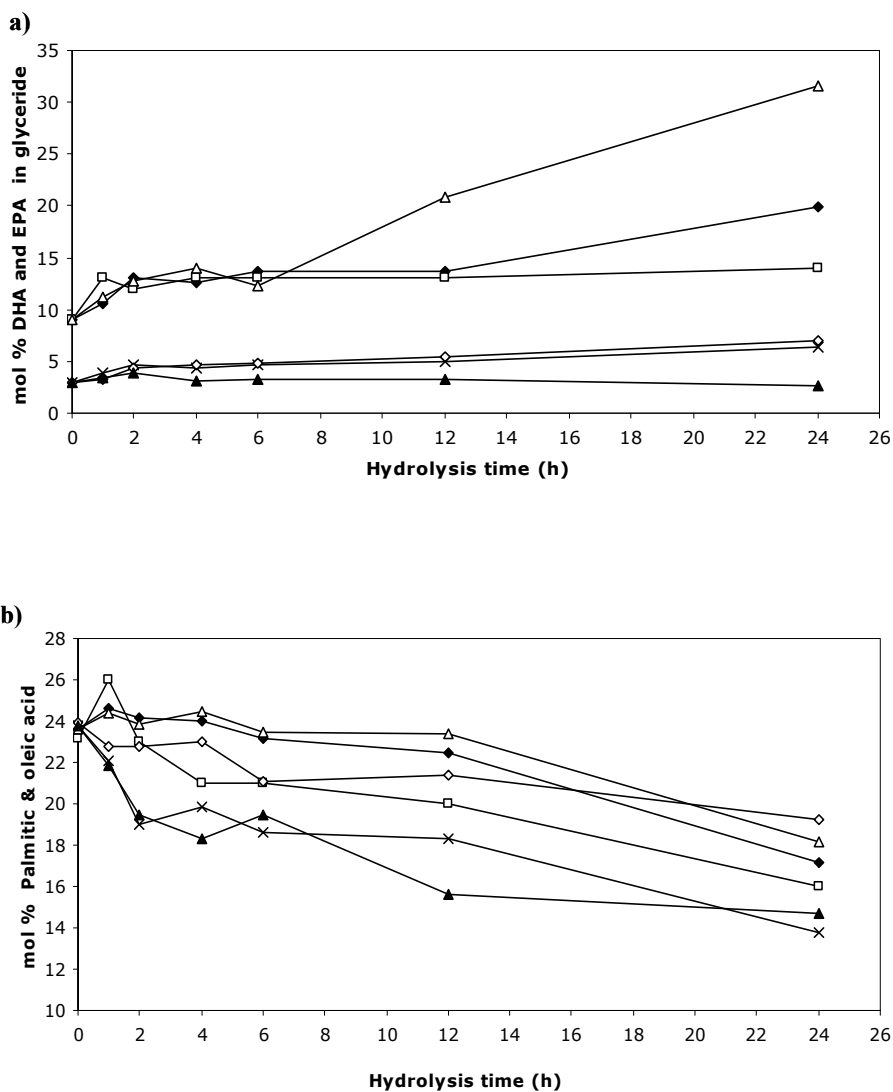 a)
35
30
25
20
15
10
5
0
mol % DHA and EPA in glyceride
0 2 4 6 8 10 12 14 16 18 20 22 24 26
Hydrolysis time (h)
b)
28
26
24
22
20
18
16
14
12
10
mol % Palmitic & oleic acid
0 2 4 6 8 10 12 14 16 18 20 22 24 26
Hydrolysis time (h)